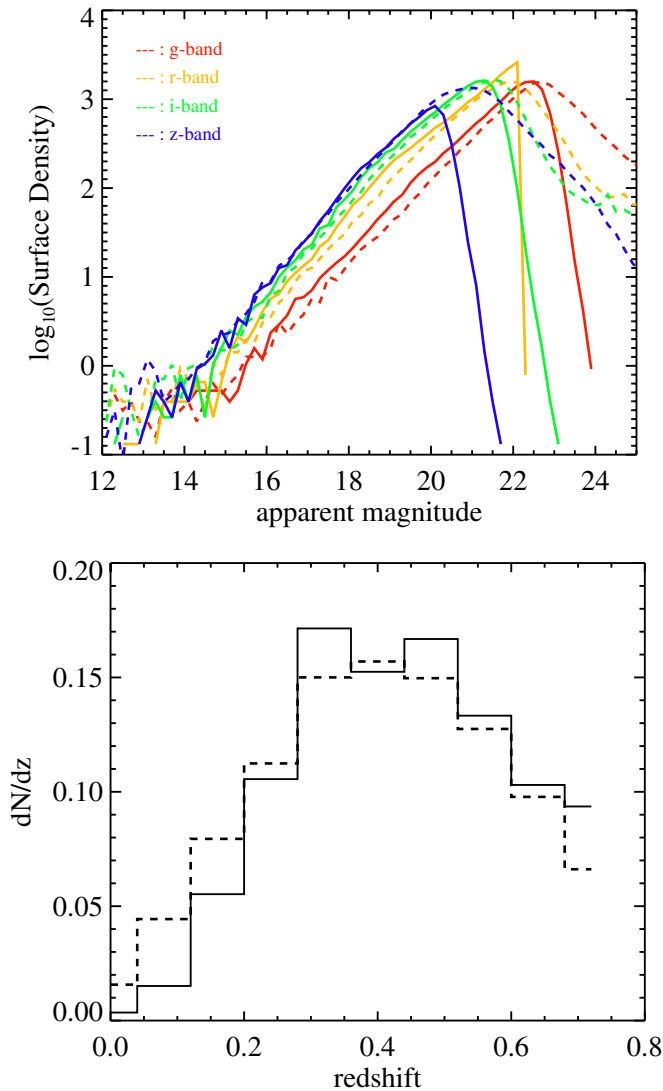 4
--- : g-band
--- : r-band
3
--- : i-band
--- : z-band
2
log₁₀(Surface Density)
1
0
-1
12 14 16 18 20 22 24
apparent magnitude
0.20
0.15
dN/dz
0.10
0.05
0.00
0.0 0.2 0.4 0.6 0.8
redshift